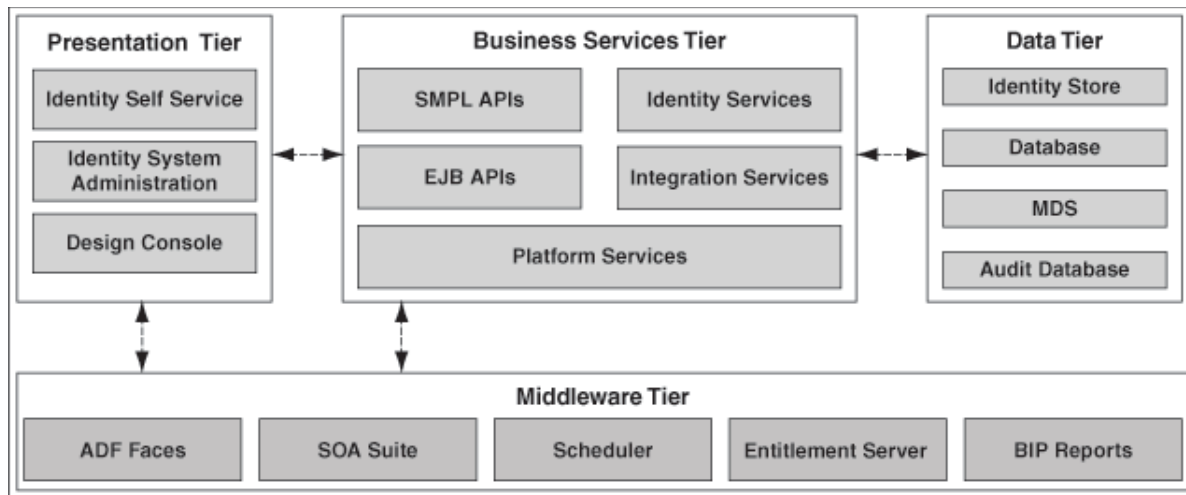 Presentation Tier
Identity Self Service
Identity System
Administration
Design Console
Business Services Tier
SMPL APIs
Identity Services
EJB APIs
Integration Services
Platform Services
Data Tier
Identity Store
Database
MDS
Audit Database
Middleware Tier
ADF Faces
SOA Suite
Scheduler
Entitlement Server
BIP Reports